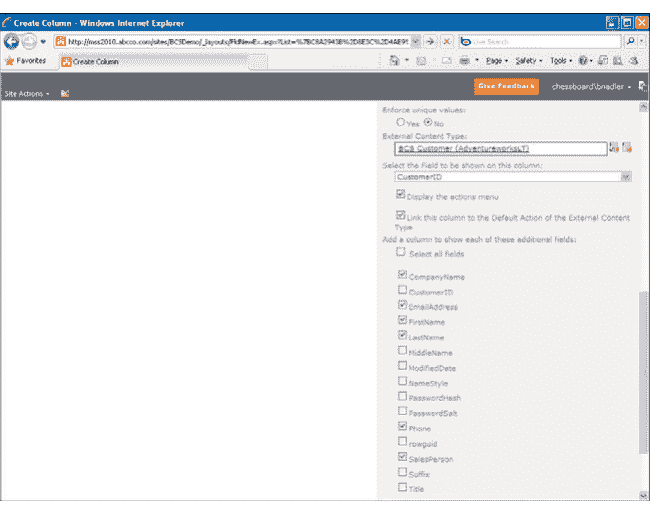 Create Column - Windows Internet Explorer
Live Search
Favorites
Create Column
Page
Safety
Tools
Give Feedback
chessboard\bnadler
Site Actions
Enforce unique values:
Yes No
External Content Type:
BCS Customer (AdventureworksLT)
Select the Field to be shown on this column:
CustomerID
Display the actions menu
Link this column to the Default Action of the External Content
Type
Add a column to show each of these additional fields:
Select all fields
CompanyName
CustomerID
EmailAddress
FirstName
LastName
MiddleName
ModifiedDate
NameStyle
PasswordHash
PasswordSalt
Phone
rowguid
SalesPerson
Suffix
Title